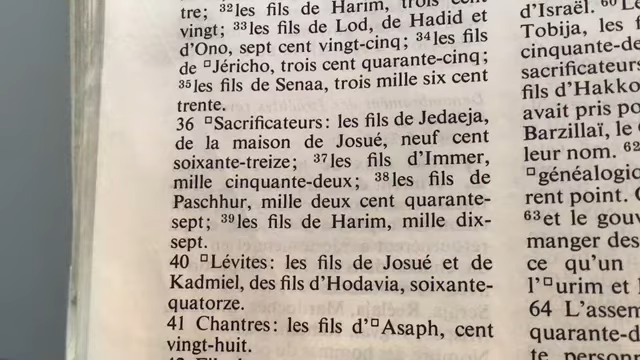 tre; 32les fils de Harim, trois cent
vingt; 33les fils de Lod, de Hadid et
d'Ono, sept cent vingt-cinq; 34les fils
de □Jéricho, trois cent quarante-cinq;
35les fils de Senaa, trois mille six cent
trente.
36 □Sacrificateurs: les fils de Jedaeja,
de la maison de Josué, neuf cent
soixante-treize; 37les fils d'Immer,
mille cinquante-deux; 38les fils de
Paschhur, mille deux cent quarante-
sept; 39les fils de Harim, mille dix-
sept.
40 □Lévites: les fils de Josué et de
Kadmiel, des fils d'Hodavia, soixante-
quatorze.
41 Chantres: les fils d'□Asaph, cent
vingt-huit.
d'Israël. 60
Tobija, les
cinquante-de
sacrificateurs
fils d'Hakko
avait pris po
Barzillaï, le
leur nom. 62
□généalogi
rent point.
63et le gouv
manger des
ce qu'un
l'□urim et
64 L'assem
quarante-d
te person